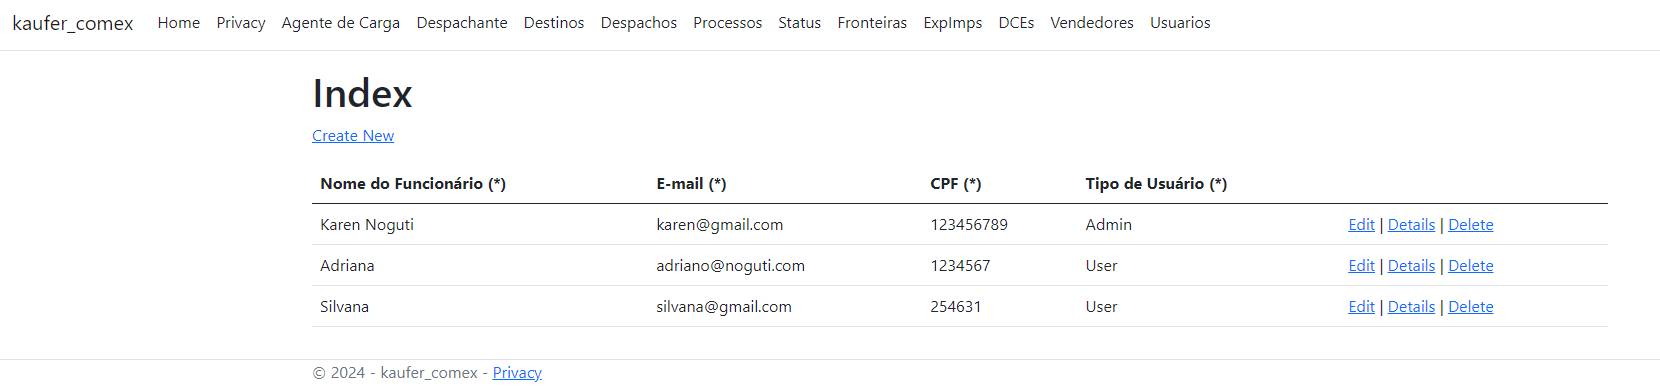 kaufer_comex Home Privacy Agente de Carga Despachante Destinos Despachos Processos Status Fronteiras ExpImps DCEs Vendedores Usuarios
Index
Create New
Nome do Funcionário (*) E-mail (*) CPF (*) Tipo de Usuário (*)
Karen Noguti karen@gmail.com 123456789 Admin Edit | Details | Delete
Adriana adriano@noguti.com 1234567 User Edit | Details | Delete
Silvana silvana@gmail.com 254631 User Edit | Details | Delete
© 2024 - kaufer_comex - Privacy